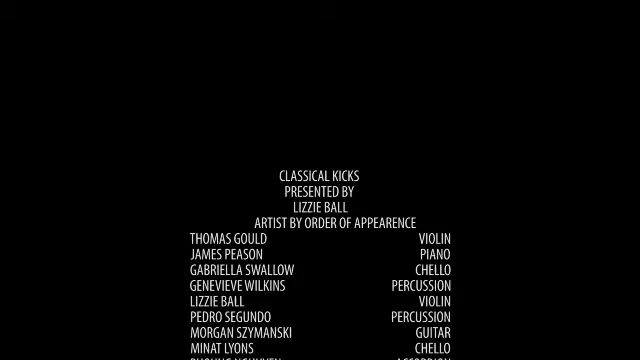 CLASSICAL KICKS
PRESENTED BY
LIZZIE BALL
ARTIST BY ORDER OF APPEARENCE
THOMAS GOULD VIOLIN
JAMES PEASON PIANO
GABRIELLA SWALLOW CHELLO
GENEVIEVE WILKINS PERCUSSION
LIZZIE BALL VIOLIN
PEDRO SEGUNDO PERCUSSION
MORGAN SZYMANSKI GUITAR
MINAT LYONS CHELLO